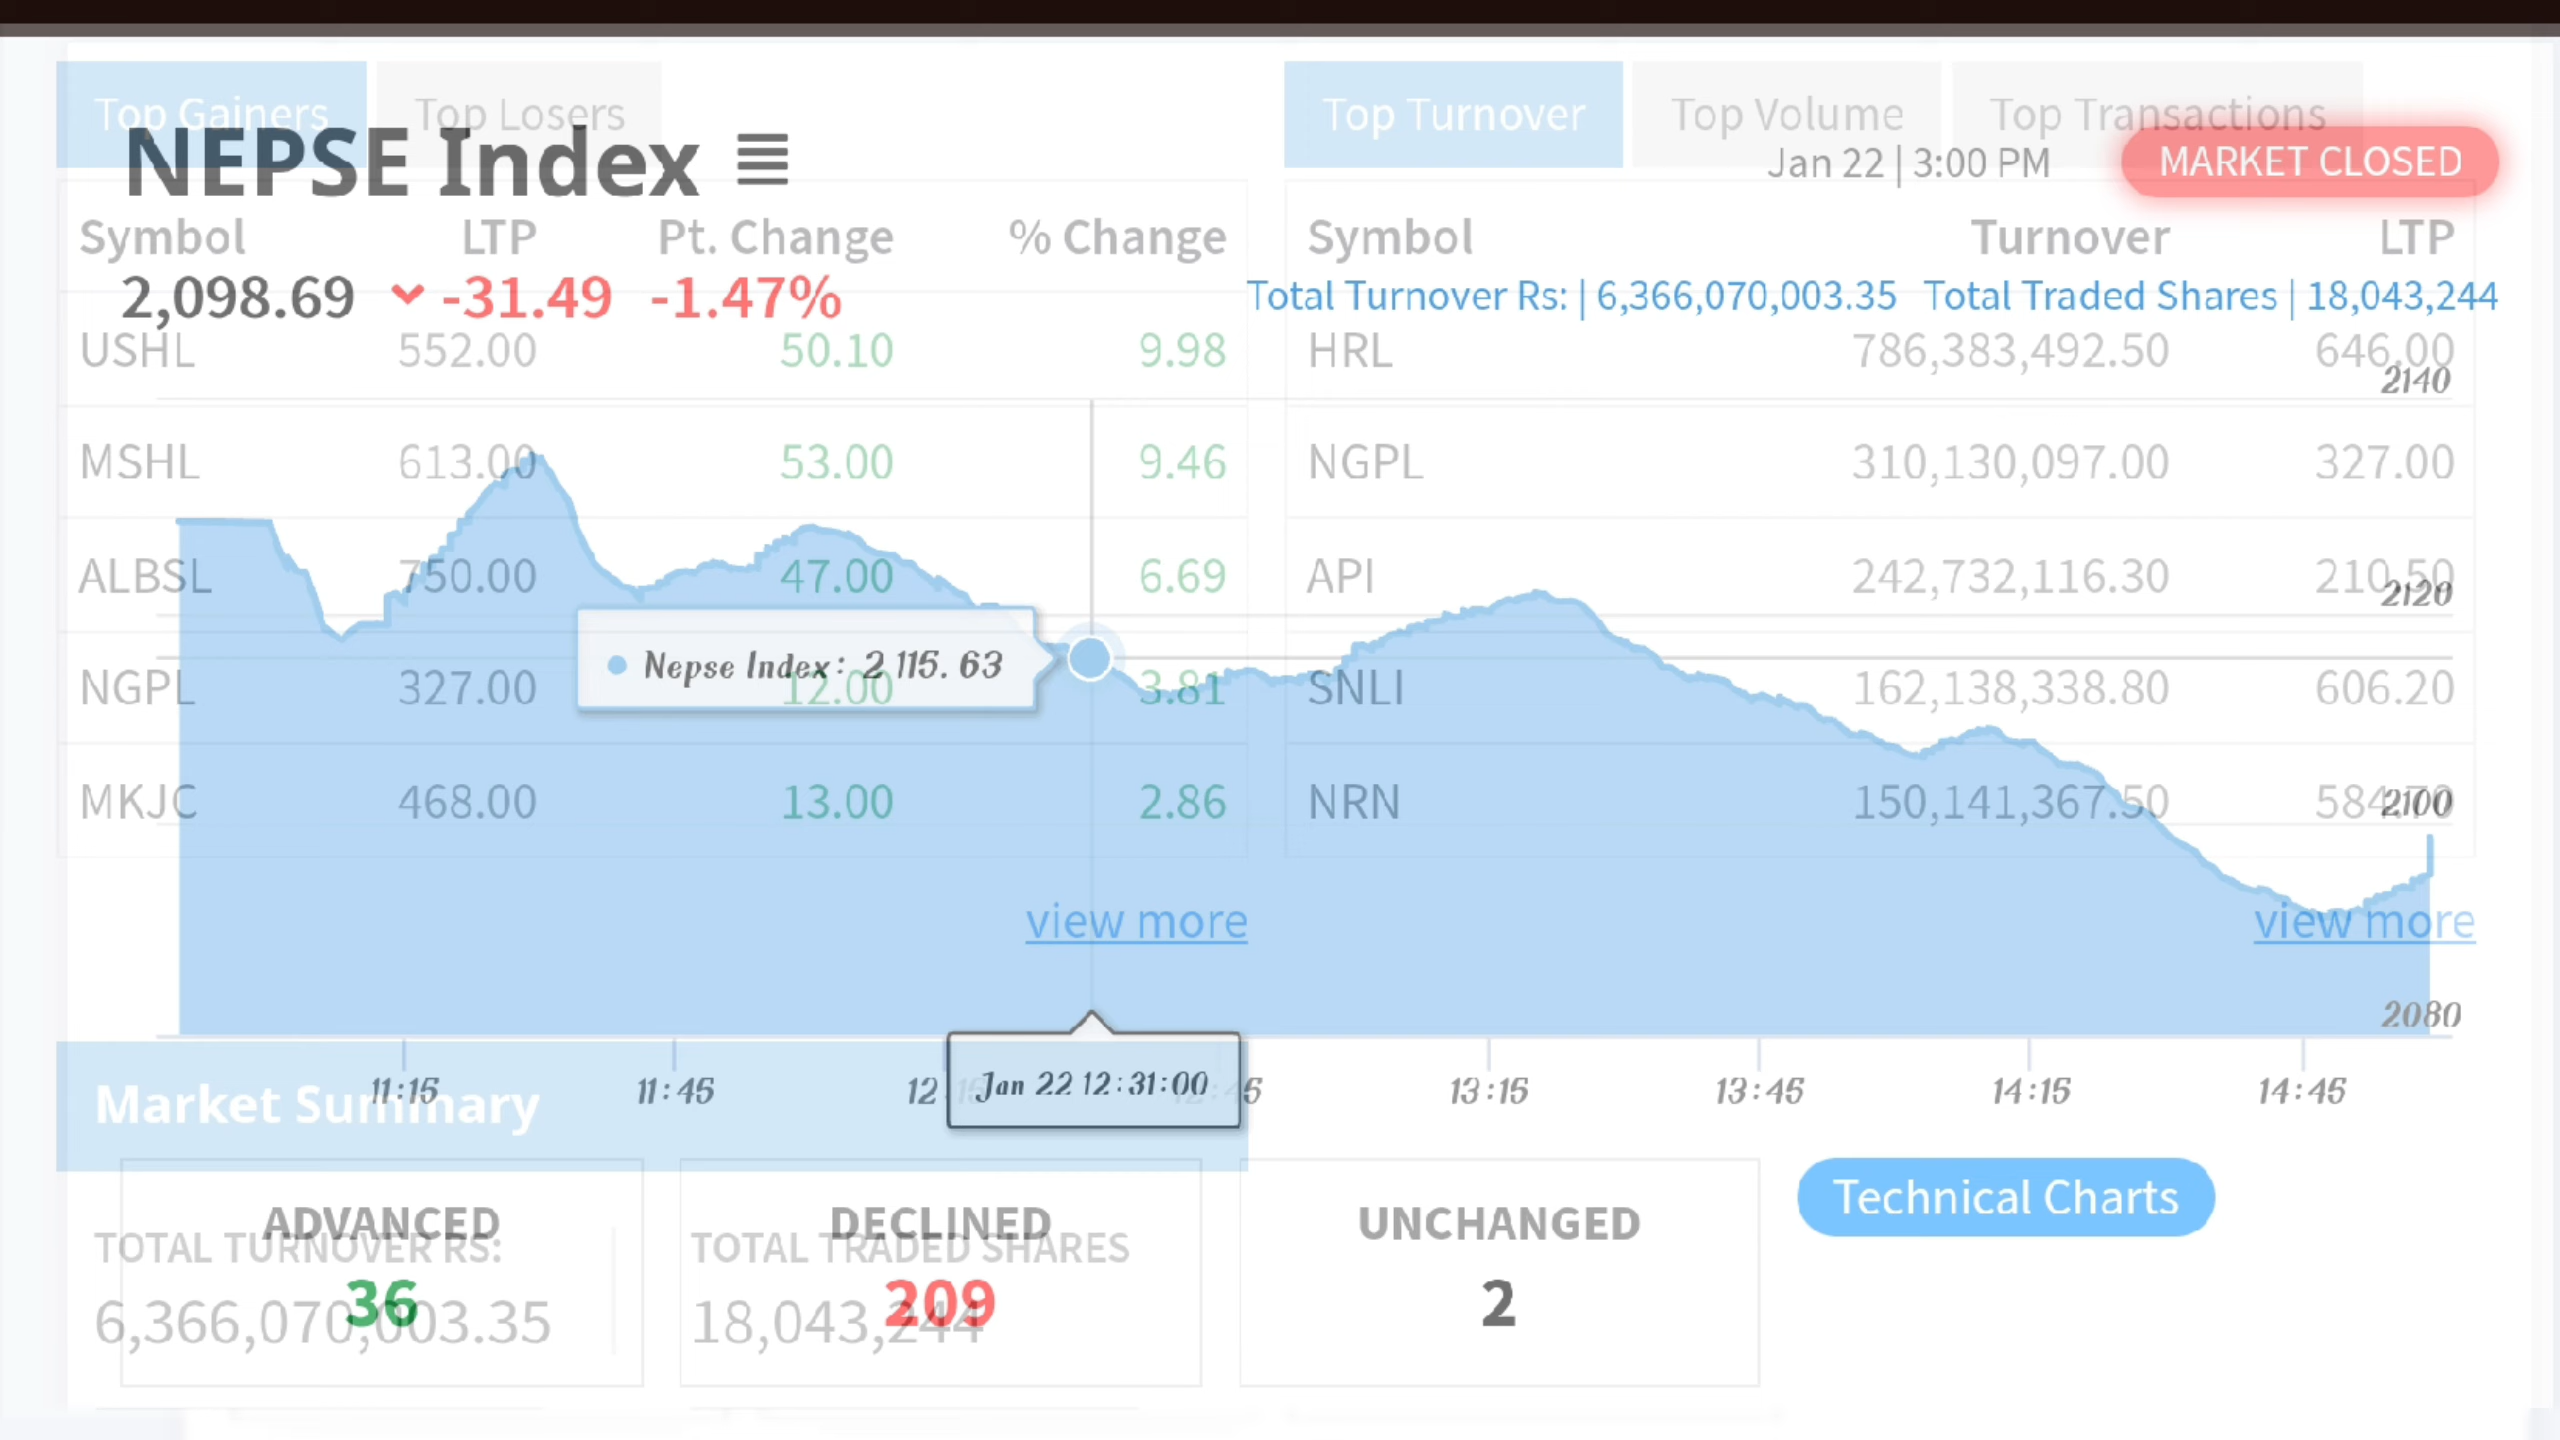 Top Gainers Top Losers Top Turnover Top Volume Top Transactions
NEPSE Index Jan 22 | 3:00 PM MARKET CLOSED
Symbol LTP Pt. Change % Change Symbol Turnover LTP
2,098.69 -31.49 -1.47% Total Turnover Rs: | 6,366,070,003.35 Total Traded Shares | 18,043,244
USHL 552.00 50.10 9.98 HRL 786,383,492.50 646.00
2140
MSHL 613.00 53.00 9.46 NGPL 310,130,097.00 327.00
ALBSL 750.00 47.00 6.69 API 242,732,116.30 210.50
2120
Nepse Index: 2 115.63
NGPL 327.00 12.00 3.81 SNLI 162,138,338.80 606.20
MKJC 468.00 13.00 2.86 NRN 150,141,367.50 584.70
2100
view more view more
2080
Jan 22 12:31:00
11:15 11:45 12:15 12:45 13:15 13:45 14:15 14:45
Market Summary
Technical Charts
ADVANCED DECLINED UNCHANGED
TOTAL TURNOVER RS: TOTAL TRADED SHARES
36 209 2
6,366,070,003.35 18,043,244